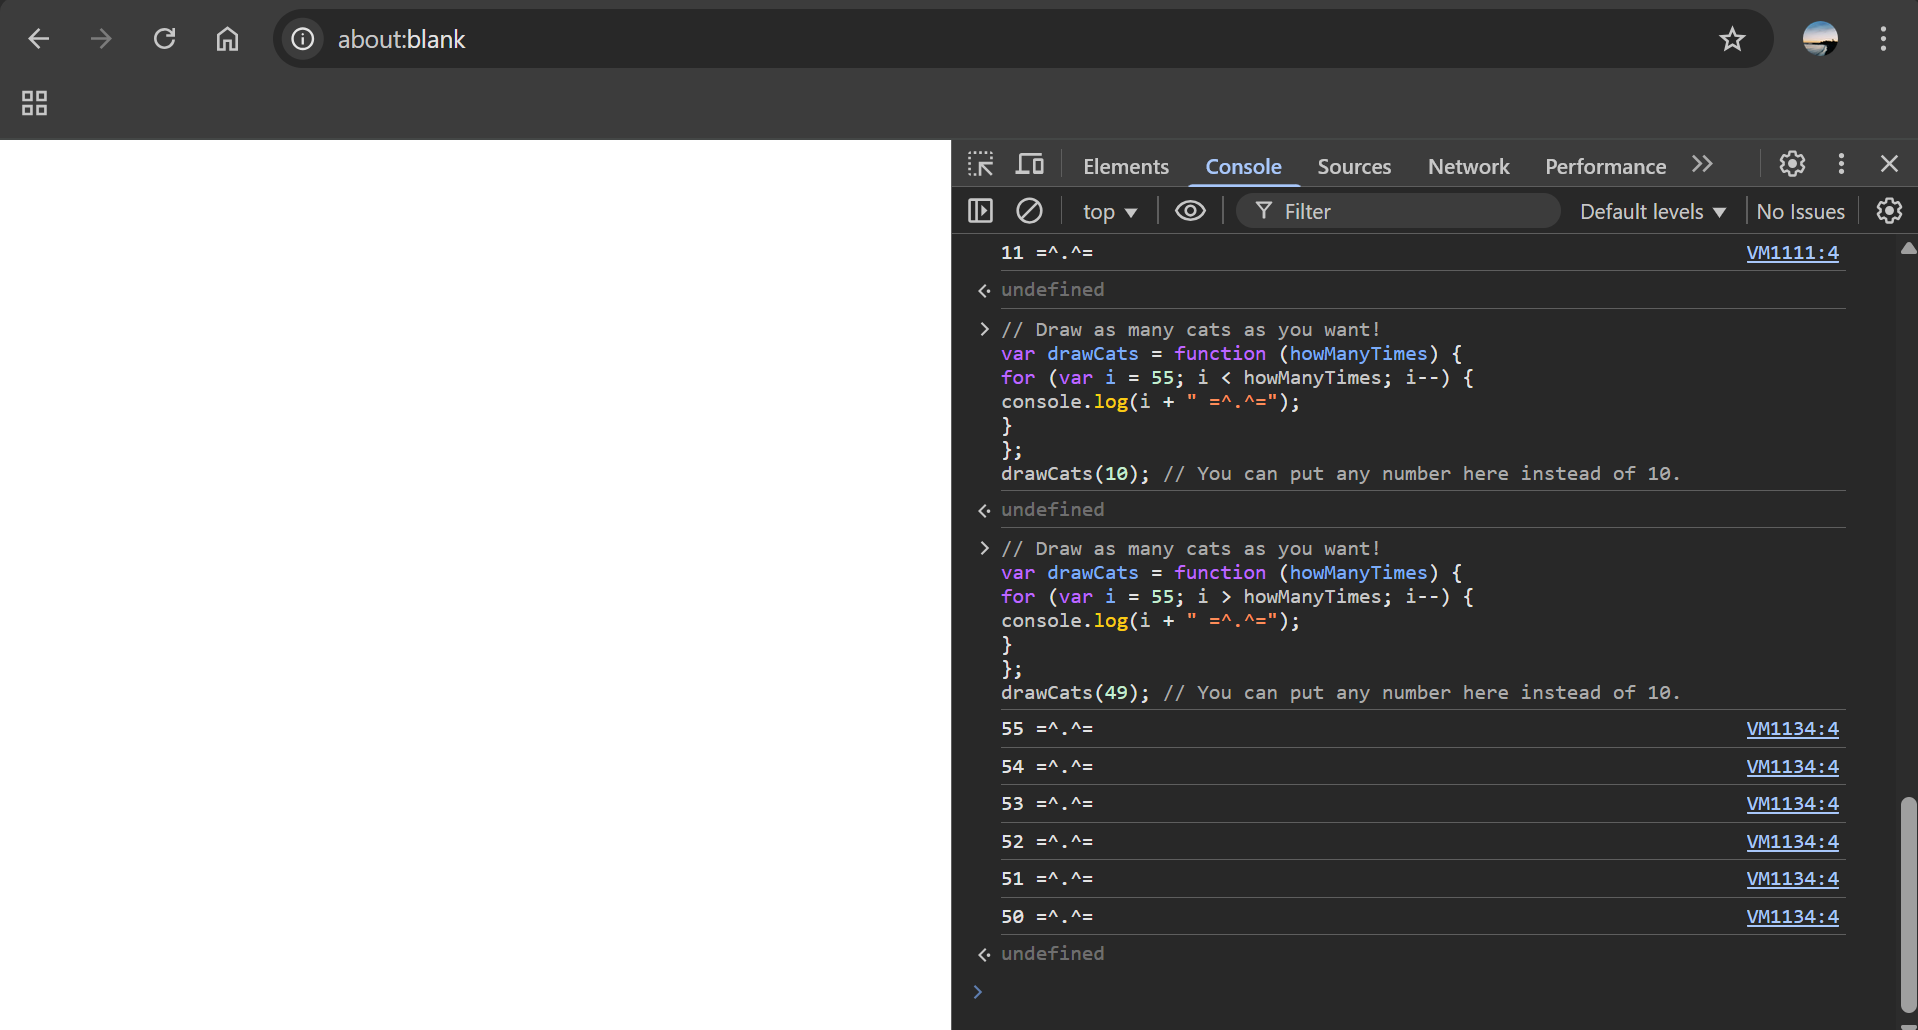 about:blank
Elements Console Sources Network Performance
top ▼ Filter Default levels ▼ No Issues
11 =^.^= VM1111:4
undefined
// Draw as many cats as you want!
var drawCats = function (howManyTimes) {
for (var i = 55; i < howManyTimes; i--) {
console.log(i + " =^.^=");
}
};
drawCats(10); // You can put any number here instead of 10.
undefined
// Draw as many cats as you want!
var drawCats = function (howManyTimes) {
for (var i = 55; i > howManyTimes; i--) {
console.log(i + " =^.^=");
}
};
drawCats(49); // You can put any number here instead of 10.
55 =^.^= VM1134:4
54 =^.^= VM1134:4
53 =^.^= VM1134:4
52 =^.^= VM1134:4
51 =^.^= VM1134:4
50 =^.^= VM1134:4
undefined